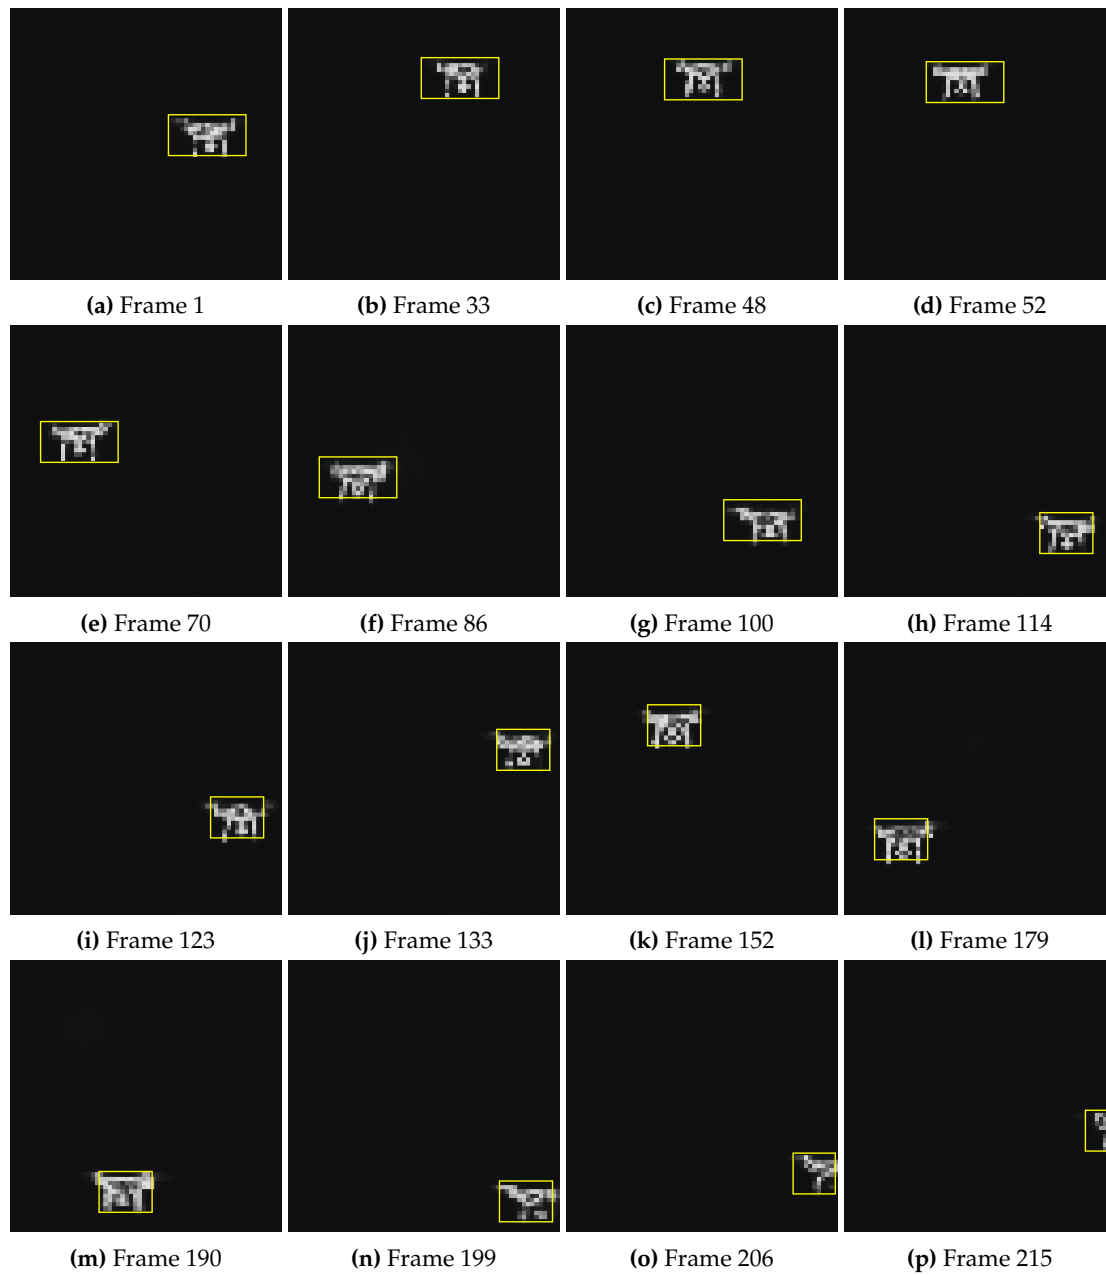 (a) Frame 1
(b) Frame 33
(c) Frame 48
(d) Frame 52
(e) Frame 70
(f) Frame 86
(g) Frame 100
(h) Frame 114
(i) Frame 123
(j) Frame 133
(k) Frame 152
(l) Frame 179
(m) Frame 190
(n) Frame 199
(o) Frame 206
(p) Frame 215